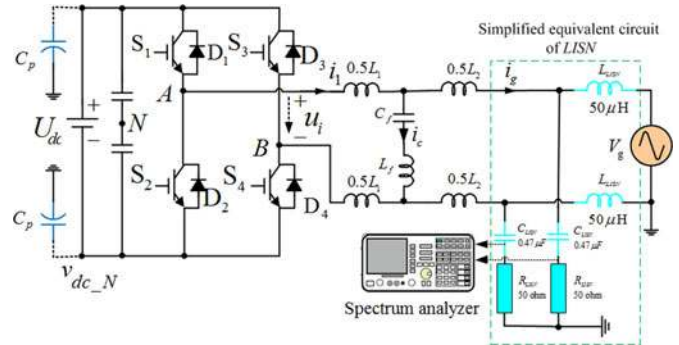 Simplified equivalent circuit
of LISN
C_p
U_dc
+
−
C_p
v_dc_N
N
S_1
D_1
S_3
D_3
A
i_1
0.5L_1
0.5L_2
i_g
L_LISN
50μH
+
u_i
−
B
C_f
i_c
L_f
V_g
S_2
D_2
S_4
D_4
0.5L_1
0.5L_2
L_LISN
50μH
C_LISN
0.47μF
C_LISN
0.47μF
R_LISN
50 ohm
R_LISN
50 ohm
Spectrum analyzer